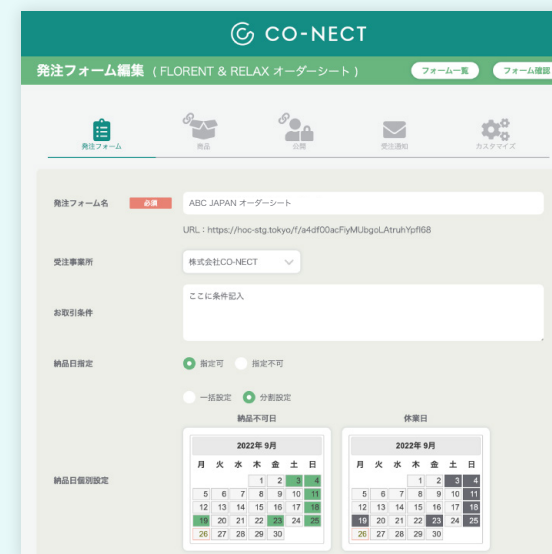 CO-NECT
発注フォーム編集 ( FLORENT & RELAX オーダーシート )
フォーム一覧
フォーム確認
発注フォーム
商品
公開
受注通知
カスタマイズ
発注フォーム名 必須 ABC JAPAN オーダーシート
URL：https://hoc-stg.tokyo/f/a4df00acFiyMUbgoLAtruhYpfI68
受注事業所 株式会社CO-NECT
お取引条件 ここに条件記入
納品日指定 指定可 指定不可
一括設定 分割設定
納品日個別設定
納品不可日
2022年 9月
月 火 水 木 金 土 日
1 2 3 4
5 6 7 8 9 10 11
12 13 14 15 16 17 18
19 20 21 22 23 24 25
26 27 28 29 30
休業日
2022年 9月
月 火 水 木 金 土 日
1 2 3 4
5 6 7 8 9 10 11
12 13 14 15 16 17 18
19 20 21 22 23 24 25
26 27 28 29 30